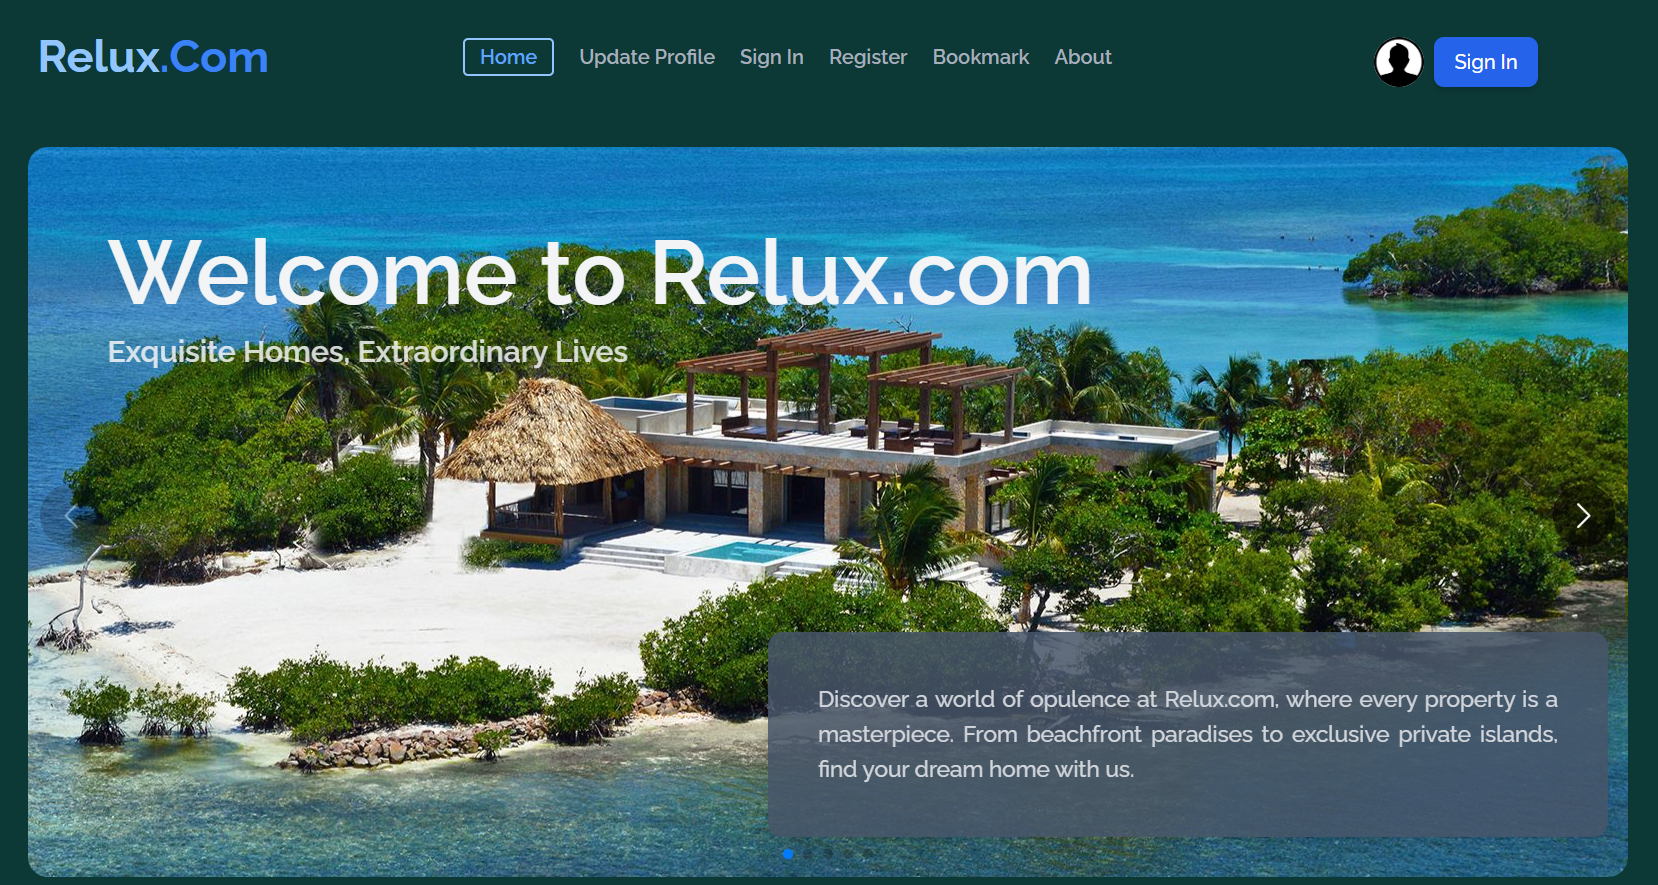 Relux.Com
Home
Update Profile
Sign In
Register
Bookmark
About
Sign In
Welcome to Relux.com
Exquisite Homes, Extraordinary Lives
Discover a world of opulence at Relux.com, where every property is a
masterpiece. From beachfront paradises to exclusive private islands,
find your dream home with us.